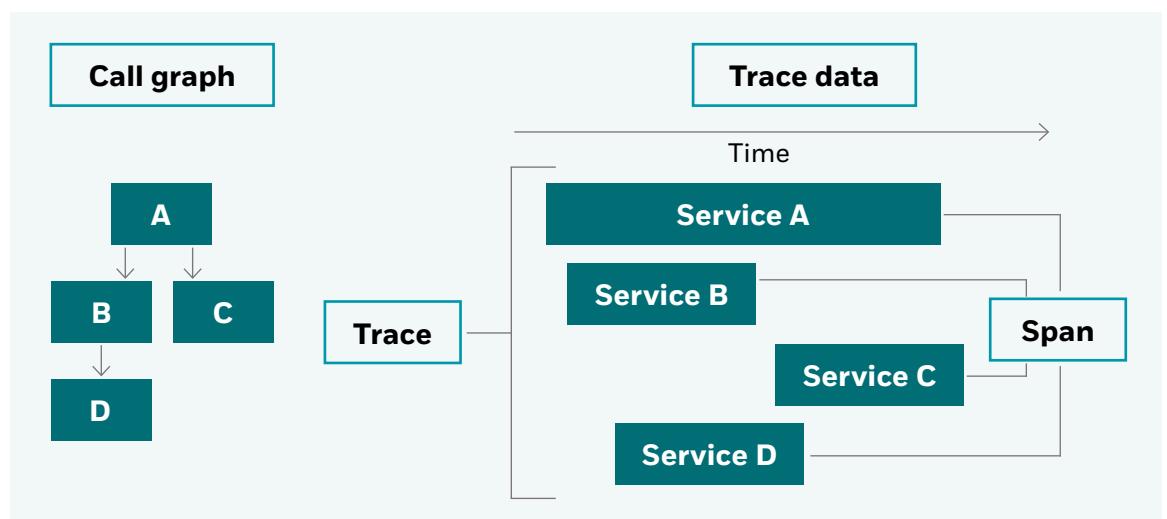 Call graph
Trace data
Time
A
B
C
D
Trace
Service A
Service B
Service C
Service D
Span